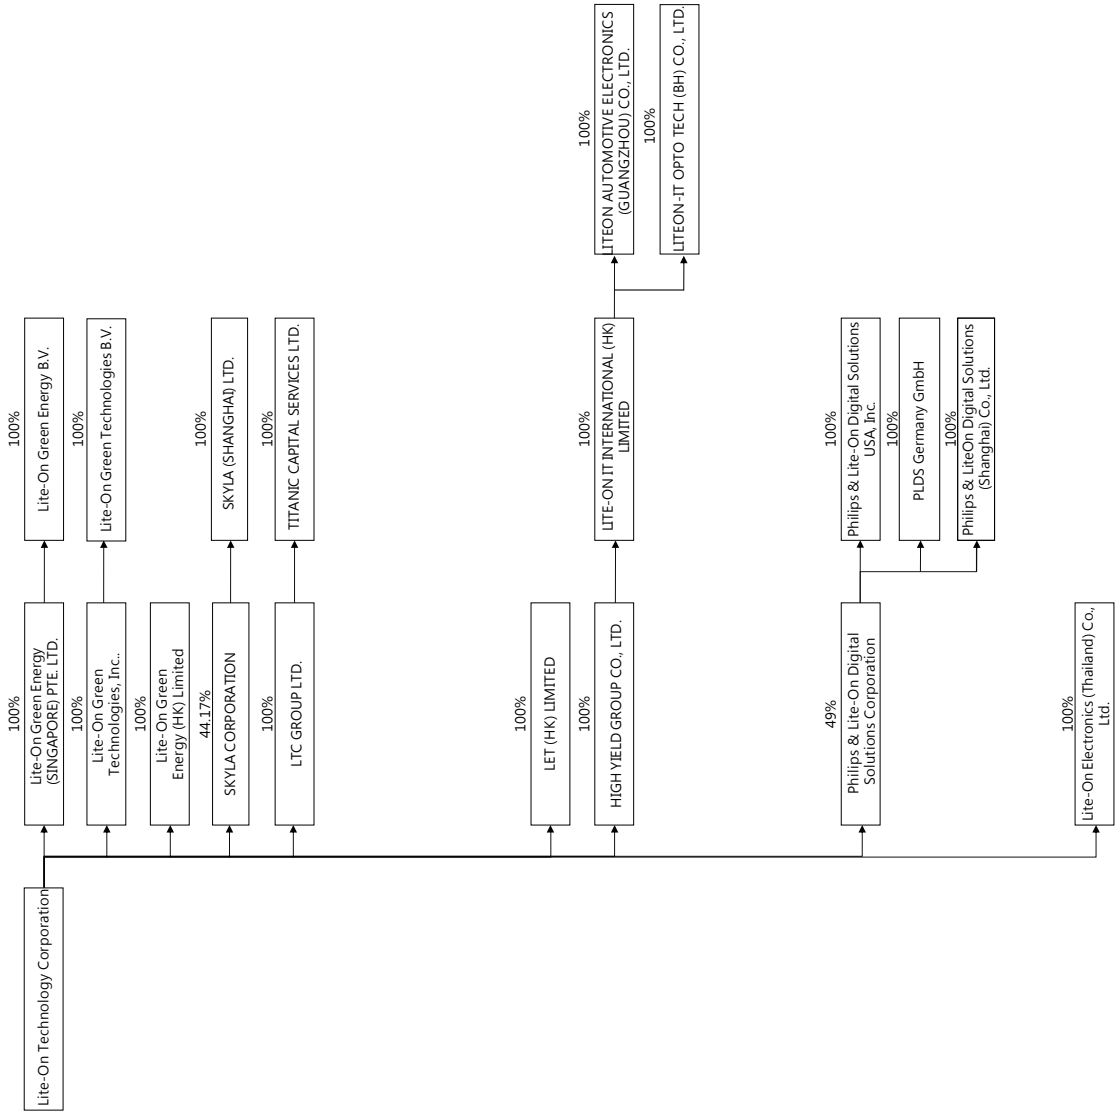 Lite-On Technology Corporation
100%
Lite-On Green Energy
(SINGAPORE) PTE. LTD.
100%
Lite-On Green Energy B.V.
100%
Lite-On Green
Technologies, Inc..
100%
Lite-On Green Technologies B.V.
100%
Lite-On Green
Energy (HK) Limited
44.17%
SKYLA CORPORATION
100%
SKYLA (SHANGHAI) LTD.
100%
LTC GROUP LTD.
100%
TITANIC CAPITAL SERVICES LTD.
100%
LET (HK) LIMITED
100%
HIGH YIELD GROUP CO., LTD.
100%
LITE-ON IT INTERNATIONAL (HK)
LIMITED
100%
LITEON AUTOMOTIVE ELECTRONICS
(GUANGZHOU) CO., LTD.
100%
LITEON-IT OPTO TECH (BH) CO., LTD.
49%
Philips & Lite-On Digital
Solutions Corporation
100%
Philips & Lite-On Digital Solutions
USA, Inc.
100%
PLDS Germany GmbH
100%
Philips & LiteOn Digital Solutions
(Shanghai) Co., Ltd.
100%
Lite-On Electronics (Thailand) Co.,
Ltd.